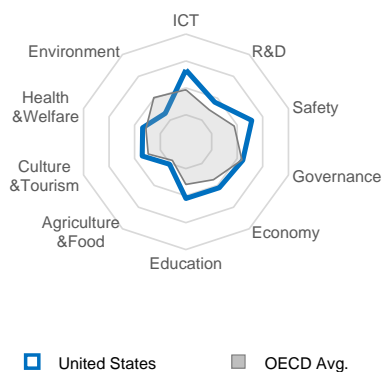 ICT
Environment
R&D
Health
&Welfare
Safety
Culture
&Tourism
Governance
Agriculture
&Food
Economy
Education
United States
OECD Avg.